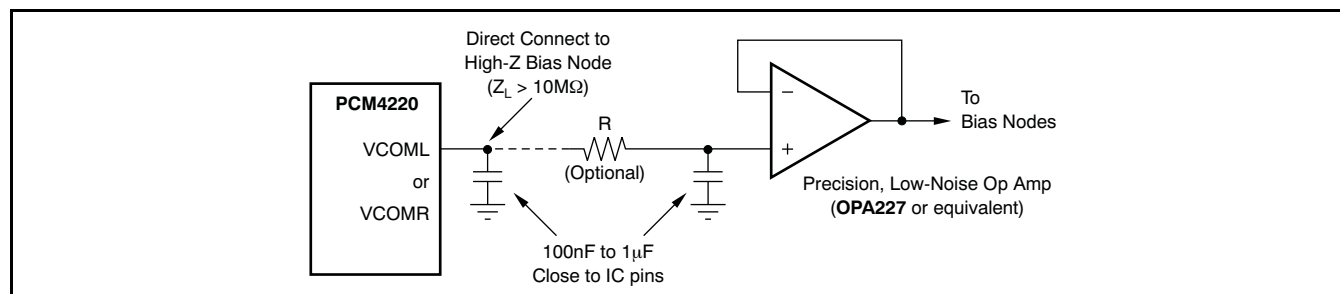 Direct Connect to
High-Z Bias Node
(ZL > 10MΩ)
PCM4220
VCOML
or
VCOMR
R
(Optional)
100nF to 1μF
Close to IC pins
−
+
To
Bias Nodes
Precision, Low-Noise Op Amp
(OPA227 or equivalent)